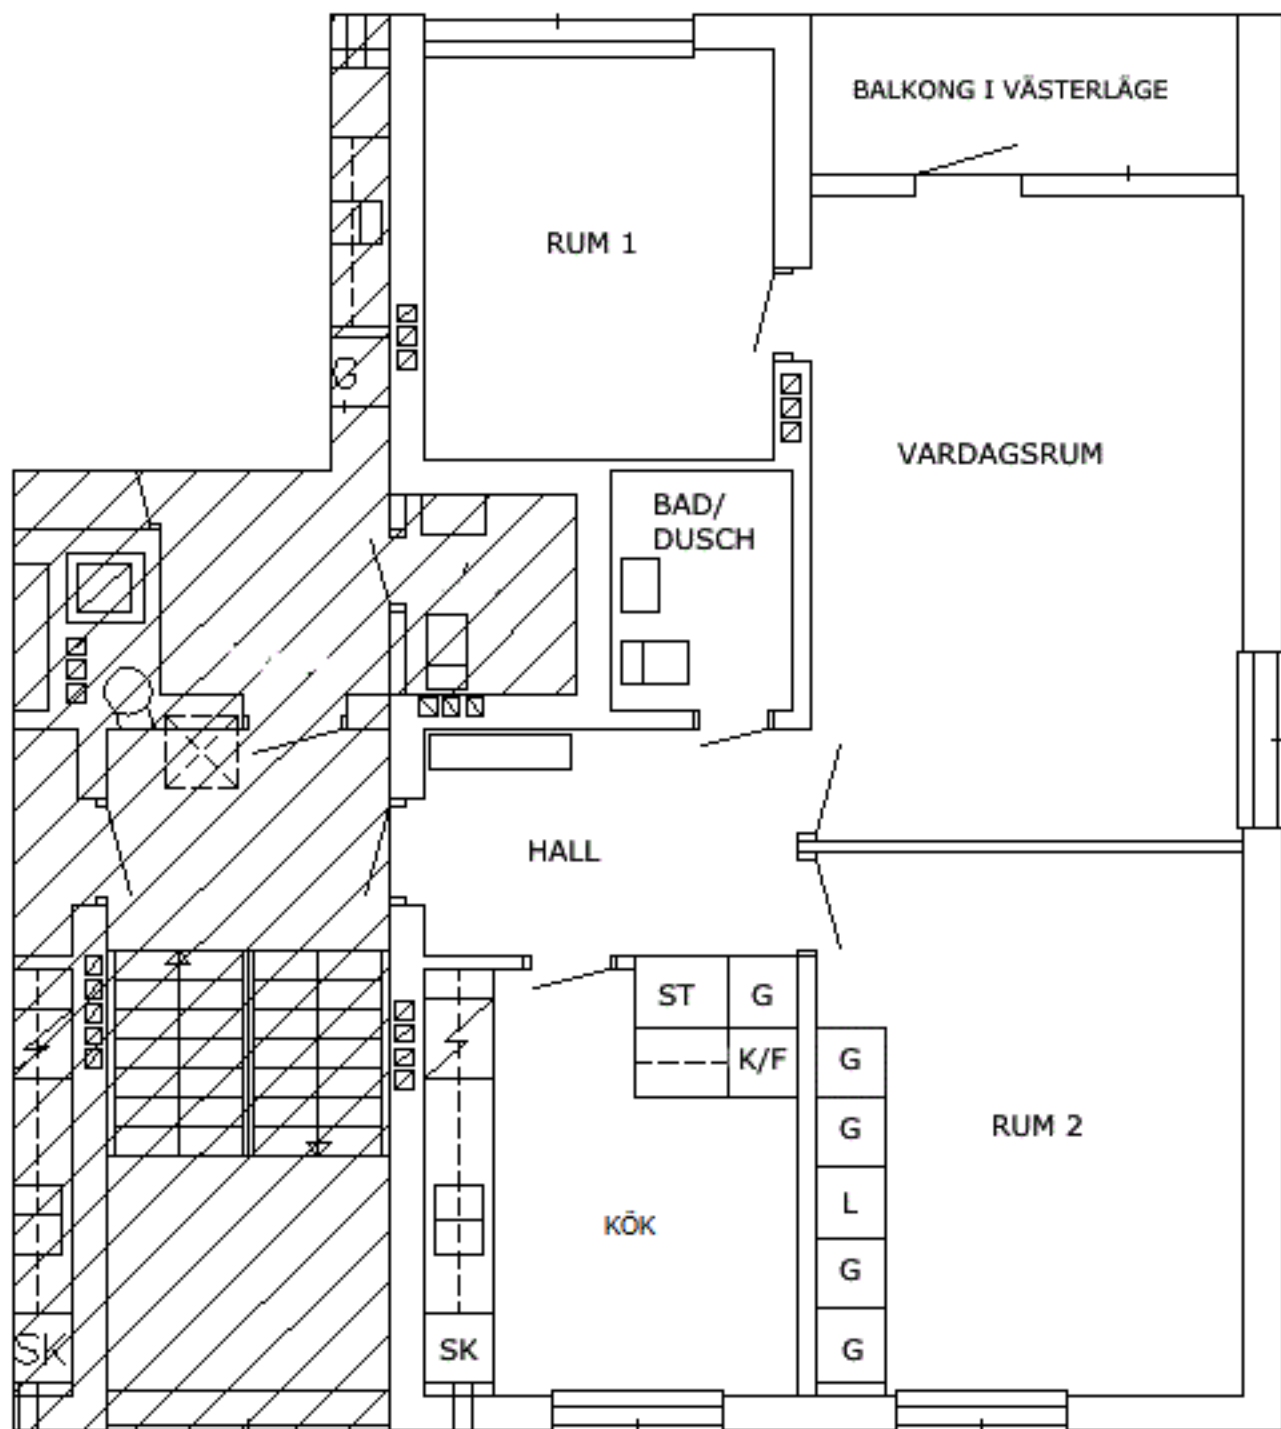 BALKONG I VÄSTERLÄGE
RUM 1
VARDAGSRUM
BAD/
DUSCH
HALL
ST
G
K/F
G
G
L
G
G
RUM 2
KÖK
SK
SK